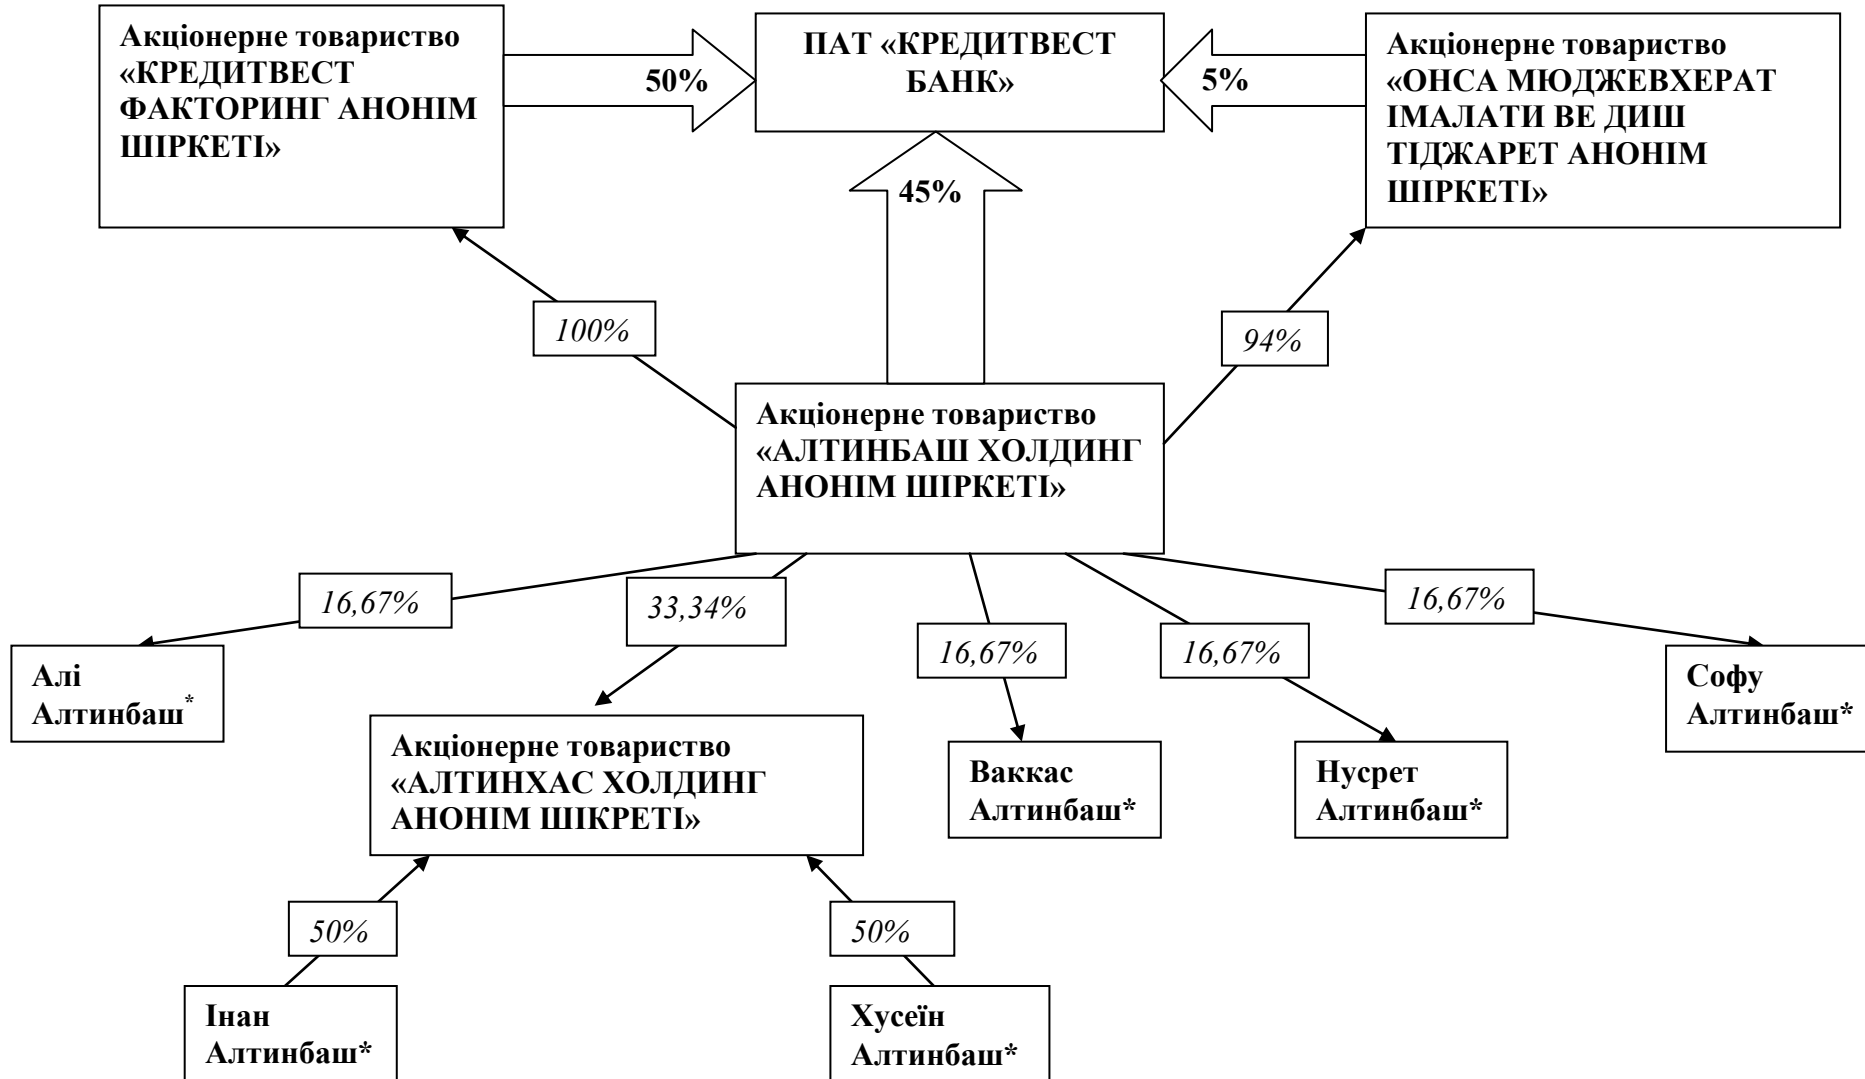 Акціонерне товариство
«КРЕДИТВЕСТ
ФАКТОРИНГ АНОНІМ
ШІРКЕТІ»
50%
ПАТ «КРЕДИТВЕСТ
БАНК»
5%
Акціонерне товариство
«ОНСА МЮДЖЕВХЕРАТ
ІМАЛАТИ ВЕ ДИШ
ТІДЖАРЕТ АНОНІМ
ШІРКЕТІ»
45%
100%
94%
Акціонерне товариство
«АЛТИНБАШ ХОЛДИНГ
АНОНІМ ШІРКЕТІ»
16,67%
33,34%
16,67%
16,67%
16,67%
Алі
Алтинбаш*
Акціонерне товариство
«АЛТИНХАС ХОЛДИНГ
АНОНІМ ШІКРЕТІ»
Ваккас
Алтинбаш*
Нусрет
Алтинбаш*
Софу
Алтинбаш*
50%
50%
Інан
Алтинбаш*
Хусеїн
Алтинбаш*